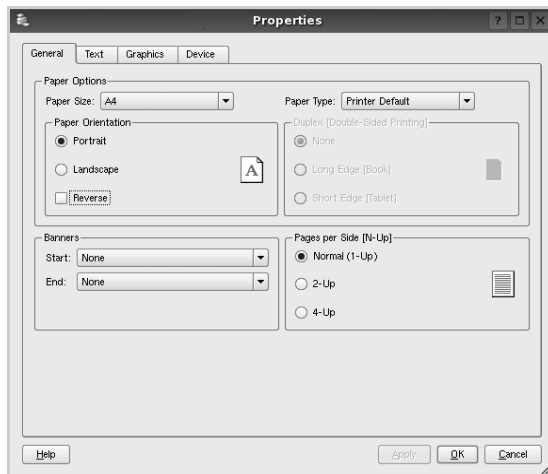 Properties
General Text Graphics Device
Paper Options
Paper Size: A4 Paper Type: Printer Default
Paper Orientation
Portrait
Landscape
A
Reverse
Duplex [Double-Sided Printing]
None
Long Edge [Book]
Short Edge [Tablet]
Banners
Start: None
End: None
Pages per Side [N-Up]
Normal (1-Up)
2-Up
4-Up
Help Apply OK Cancel